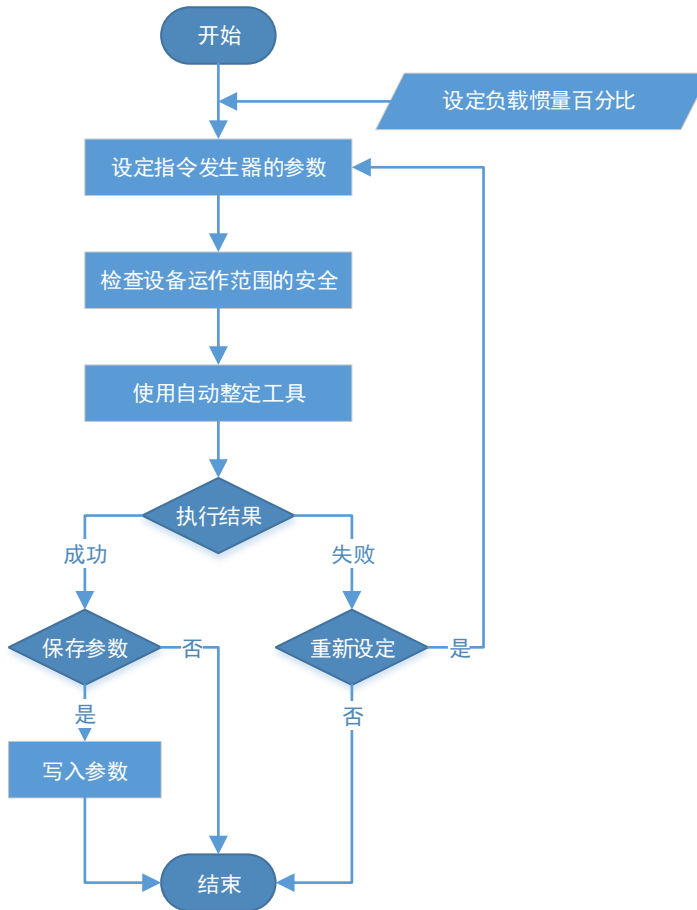 开始
设定负载惯量百分比
设定指令发生器的参数
检查设备运作范围的安全
使用自动整定工具
执行结果
成功
失败
保存参数
否
重新设定
是
是
否
写入参数
结束